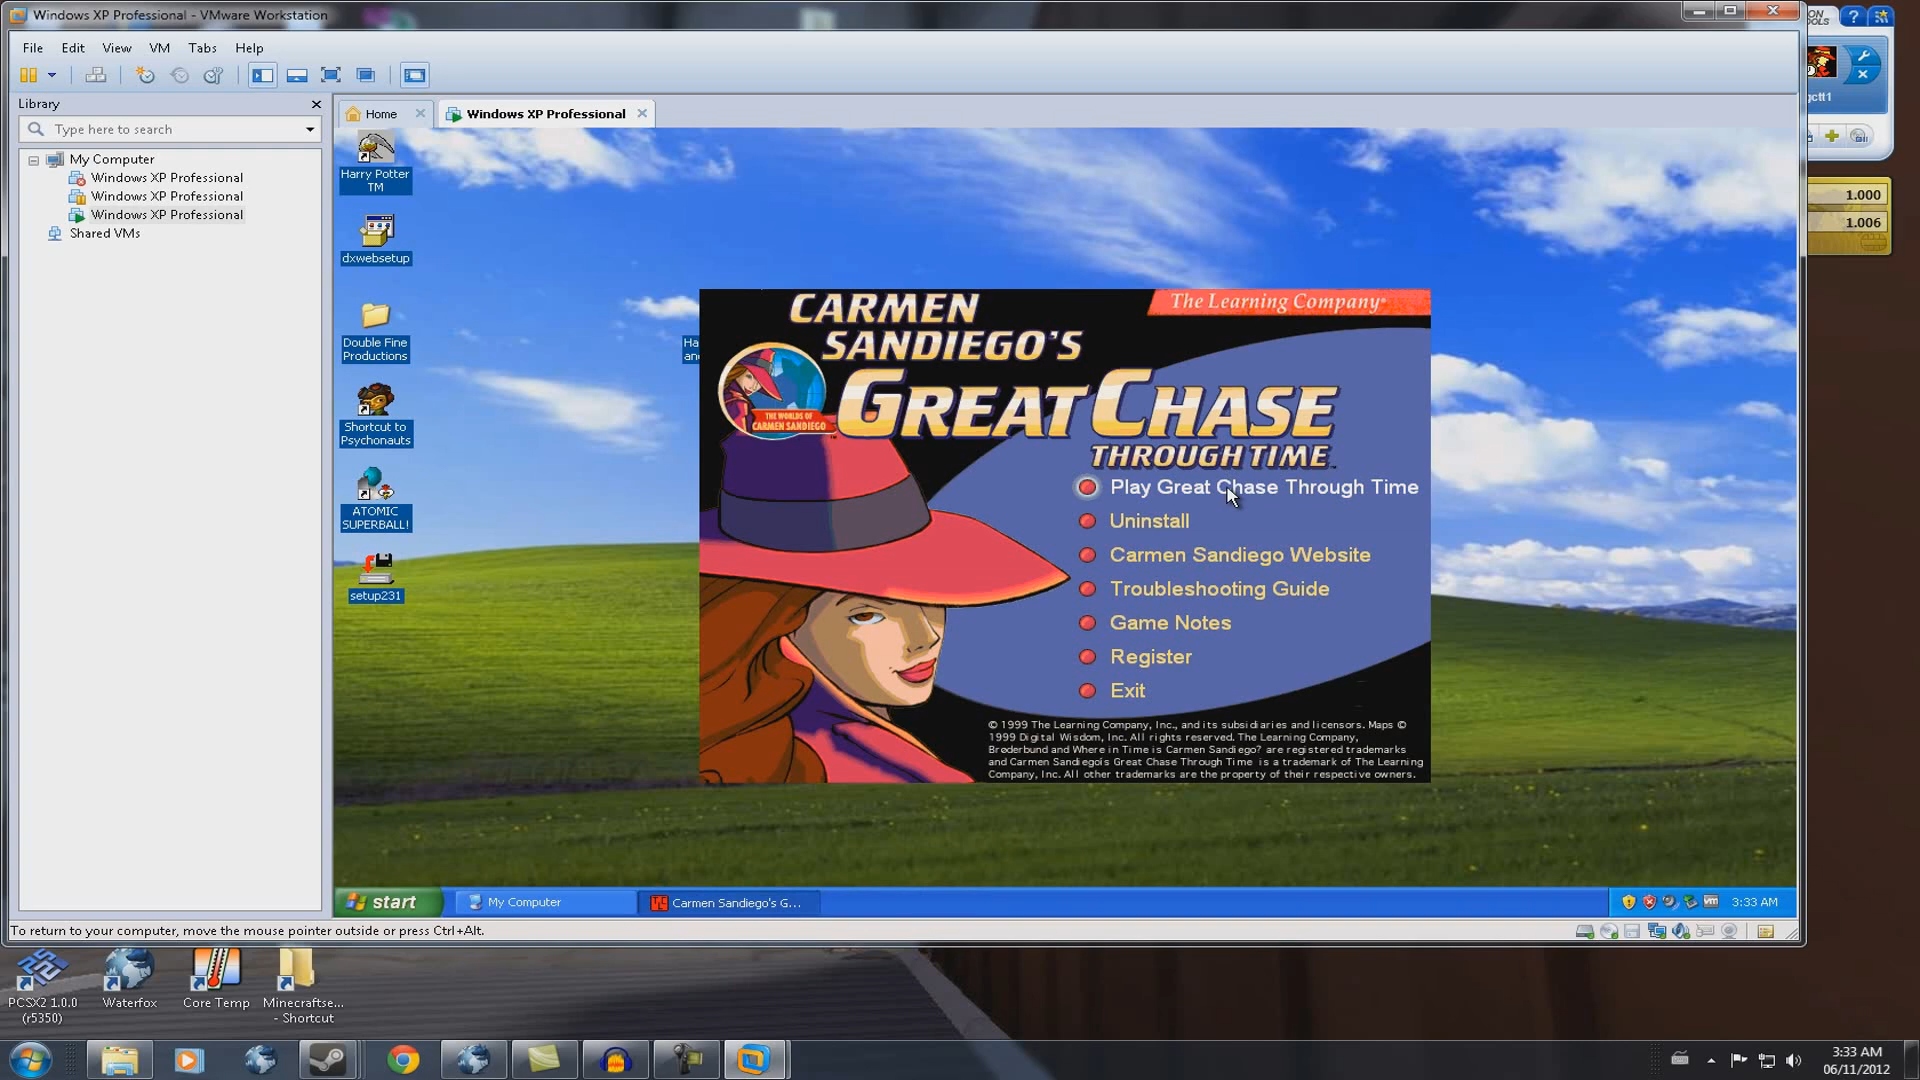 Windows XP Professional - VMware Workstation
File Edit View VM Tabs Help
Library
Type here to search
My Computer
Windows XP Professional
Windows XP Professional
Windows XP Professional
Shared VMs
Home
Windows XP Professional
Harry Potter
TM
dxwebsetup
Double Fine
Productions
Shortcut to
Psychonauts
ATOMIC
SUPERBALL!
setup231
Ha
an
The Learning Company®
CARMEN
SANDIEGO'S
GREAT CHASE
THROUGH TIME™
THE WORLDS OF
CARMEN SANDIEGO
Play Great Chase Through Time
Uninstall
Carmen Sandiego Website
Troubleshooting Guide
Game Notes
Register
Exit
© 1999 The Learning Company, Inc., and its subsidiaries and licensors. Maps ©
1999 Digital Wisdom, Inc. All rights reserved. The Learning Company,
Brøderbund and Where in Time is Carmen Sandiego? are registered trademarks
and Carmen Sandiegoís Great Chase Through Time is a trademark of The Learning
Company, Inc. All other trademarks are the property of their respective owners.
start
My Computer
TLC
Carmen Sandiego's G...
3:33 AM
To return to your computer, move the mouse pointer outside or press Ctrl+Alt.
ON
OOLS
gctt1
1.000
1.006
PCSX2 1.0.0
(r5350)
Waterfox
Core Temp
Minecraftse...
- Shortcut
3:33 AM
06/11/2012